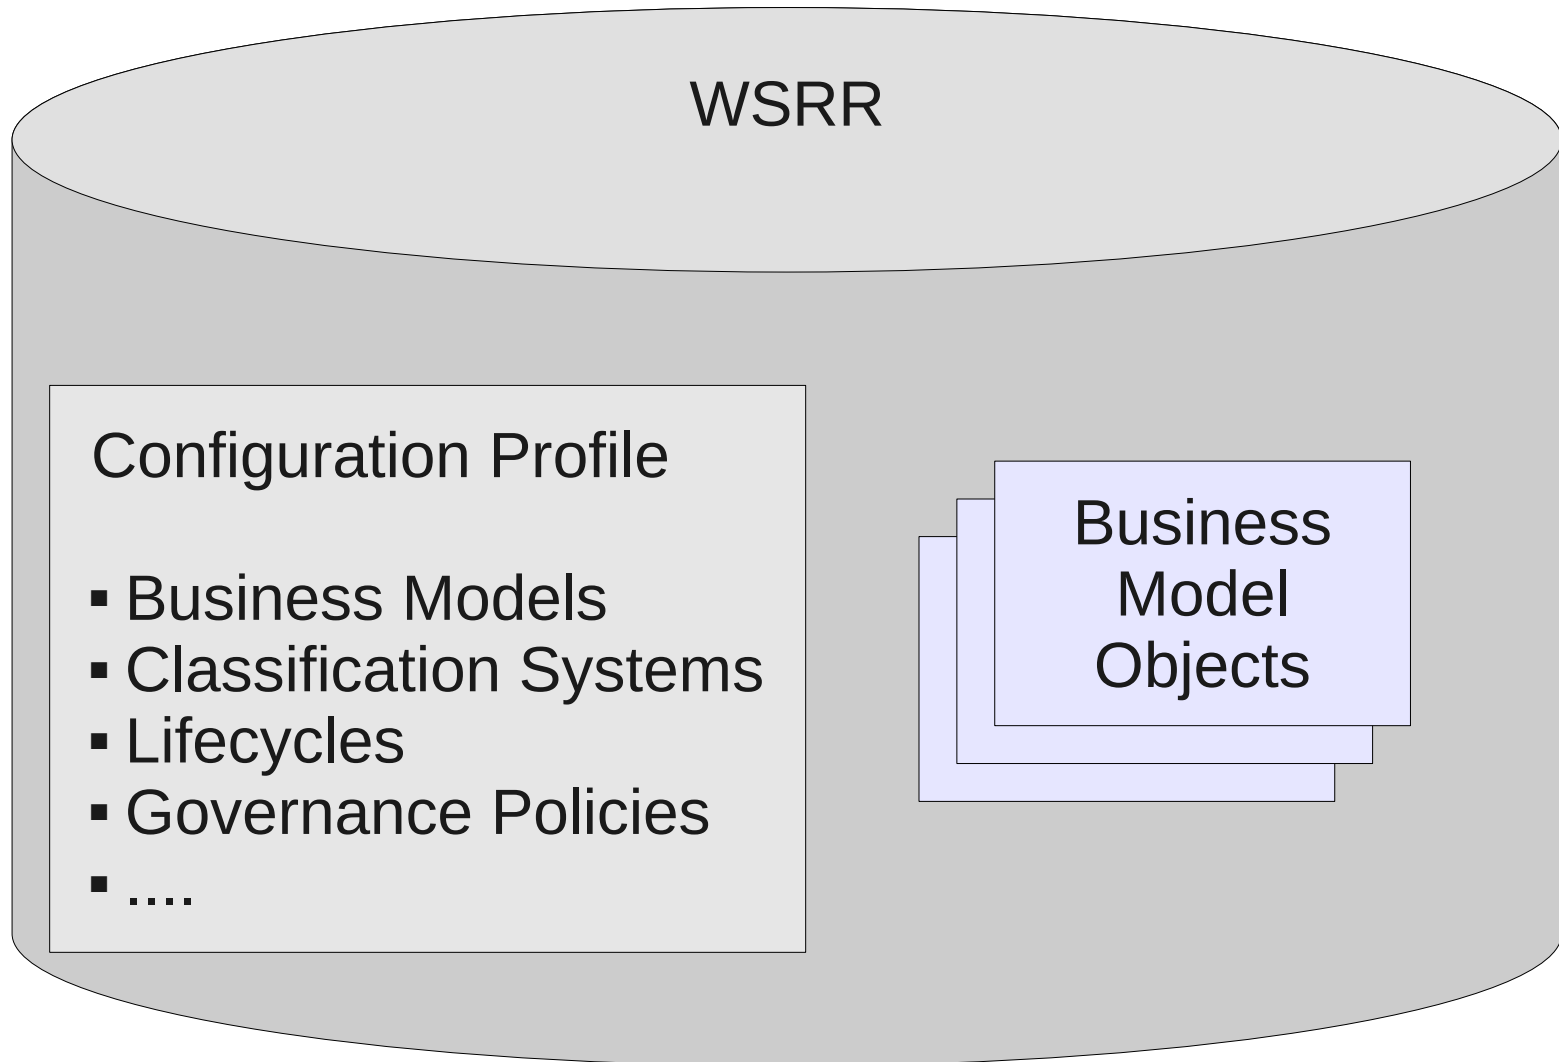 WSRR
Configuration Profile
▪ Business Models
▪ Classification Systems
▪ Lifecycles
▪ Governance Policies
▪ ....
Business
Model
Objects